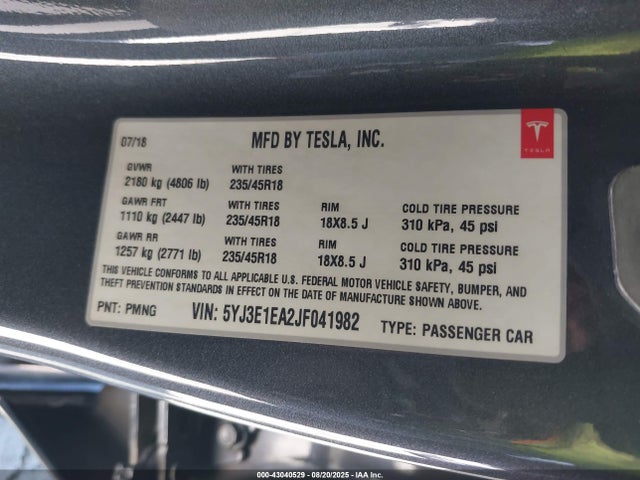 07/18 MFD BY TESLA, INC.
TESLA
GVWR WITH TIRES
2180 kg (4806 lb) 235/45R18
GAWR FRT WITH TIRES RIM COLD TIRE PRESSURE
1110 kg (2447 lb) 235/45R18 18X8.5 J 310 kPa, 45 psi
GAWR RR WITH TIRES RIM COLD TIRE PRESSURE
1257 kg (2771 lb) 235/45R18 18X8.5 J 310 kPa, 45 psi
THIS VEHICLE CONFORMS TO ALL APPLICABLE U.S. FEDERAL MOTOR VEHICLE SAFETY, BUMPER, AND
THEFT PREVENTION STANDARDS IN EFFECT ON THE DATE OF MANUFACTURE SHOWN ABOVE.
PNT: PMNG VIN: 5YJ3E1EA2JF041982 TYPE: PASSENGER CAR
000-43040529 - 08/20/2025 - IAA Inc.